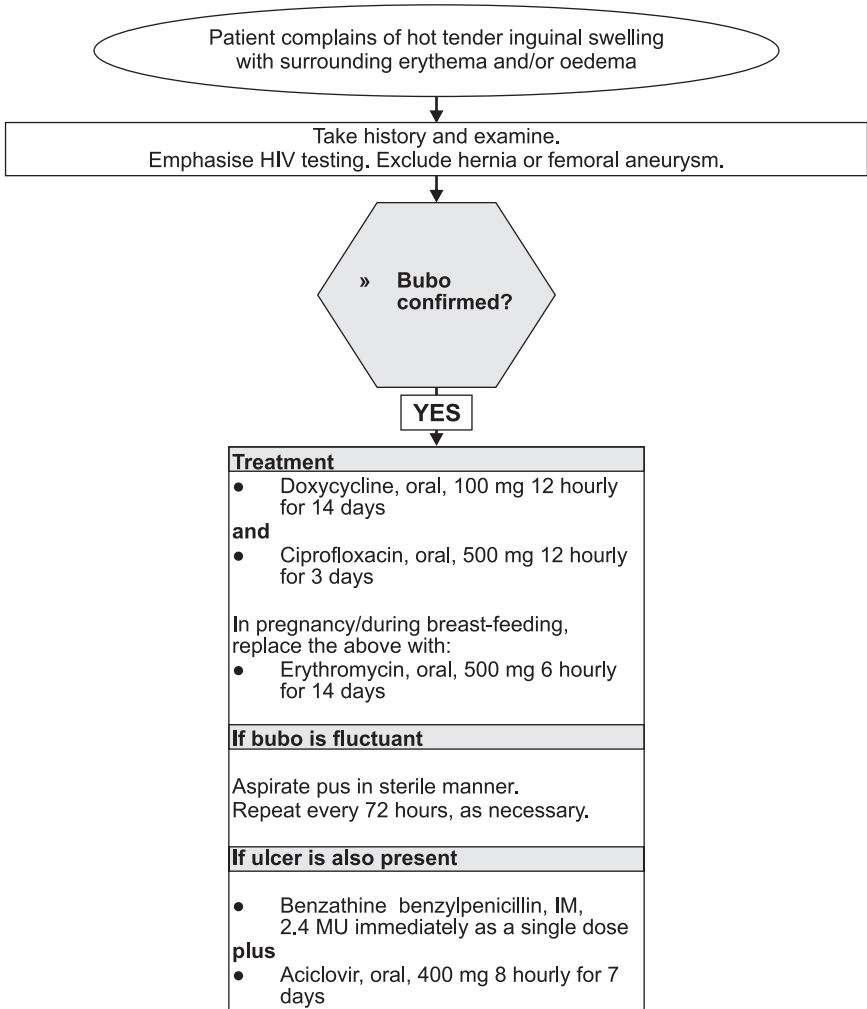 Patient complains of hot tender inguinal swelling
with surrounding erythema and/or oedema
Take history and examine.
Emphasise HIV testing. Exclude hernia or femoral aneurysm.
» Bubo
confirmed?
YES
Treatment
● Doxycycline, oral, 100 mg 12 hourly
for 14 days
and
● Ciprofloxacin, oral, 500 mg 12 hourly
for 3 days
In pregnancy/during breast-feeding,
replace the above with:
● Erythromycin, oral, 500 mg 6 hourly
for 14 days
If bubo is fluctuant
Aspirate pus in sterile manner.
Repeat every 72 hours, as necessary.
If ulcer is also present
● Benzathine benzylpenicillin, IM,
2.4 MU immediately as a single dose
plus
● Aciclovir, oral, 400 mg 8 hourly for 7
days